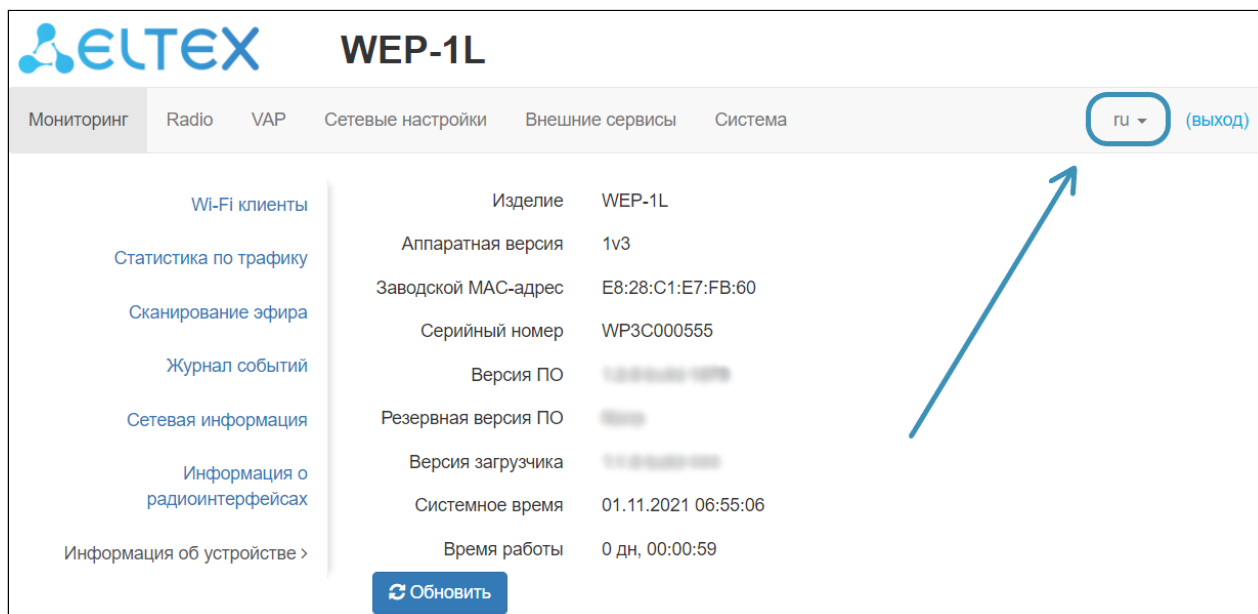 ELTEX WEP-1L
Мониторинг Radio VAP Сетевые настройки Внешние сервисы Система ru (выход)
Wi-Fi клиенты
Статистика по трафику
Сканирование эфира
Журнал событий
Сетевая информация
Информация о
радиоинтерфейсах
Информация об устройстве >
Изделие WEP-1L
Аппаратная версия 1v3
Заводской MAC-адрес E8:28:C1:E7:FB:60
Серийный номер WP3C000555
Версия ПО
Резервная версия ПО
Версия загрузчика
Системное время 01.11.2021 06:55:06
Время работы 0 дн, 00:00:59
Обновить